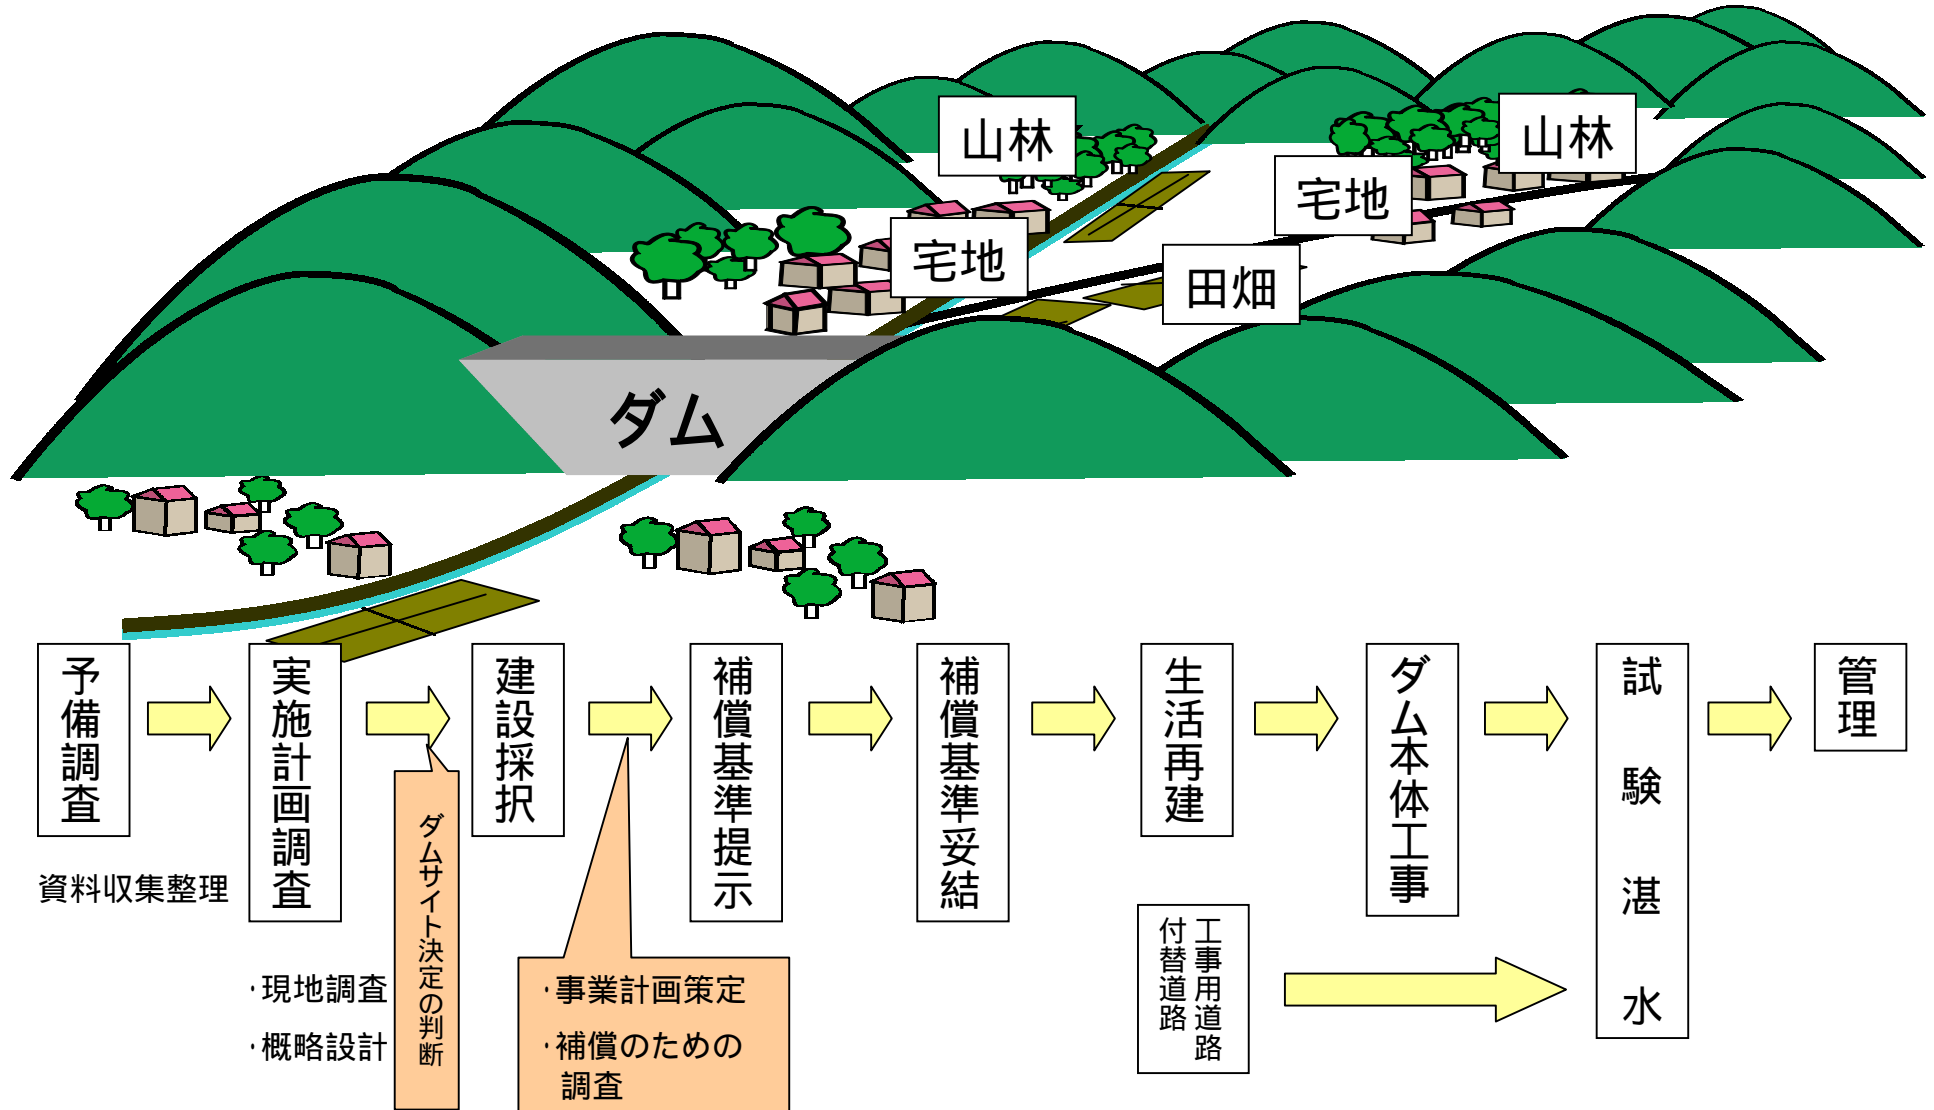 山林
山林
宅地
宅地
田畑
ダム
予備調査
実施計画調査
建設採択
補償基準提示
補償基準妥結
生活再建
ダム本体工事
試験湛水
管理
資料収集整理
・現地調査
・概略設計
ダムサイト決定の判断
・事業計画策定
・補償のための
調査
工事用道路
付替道路